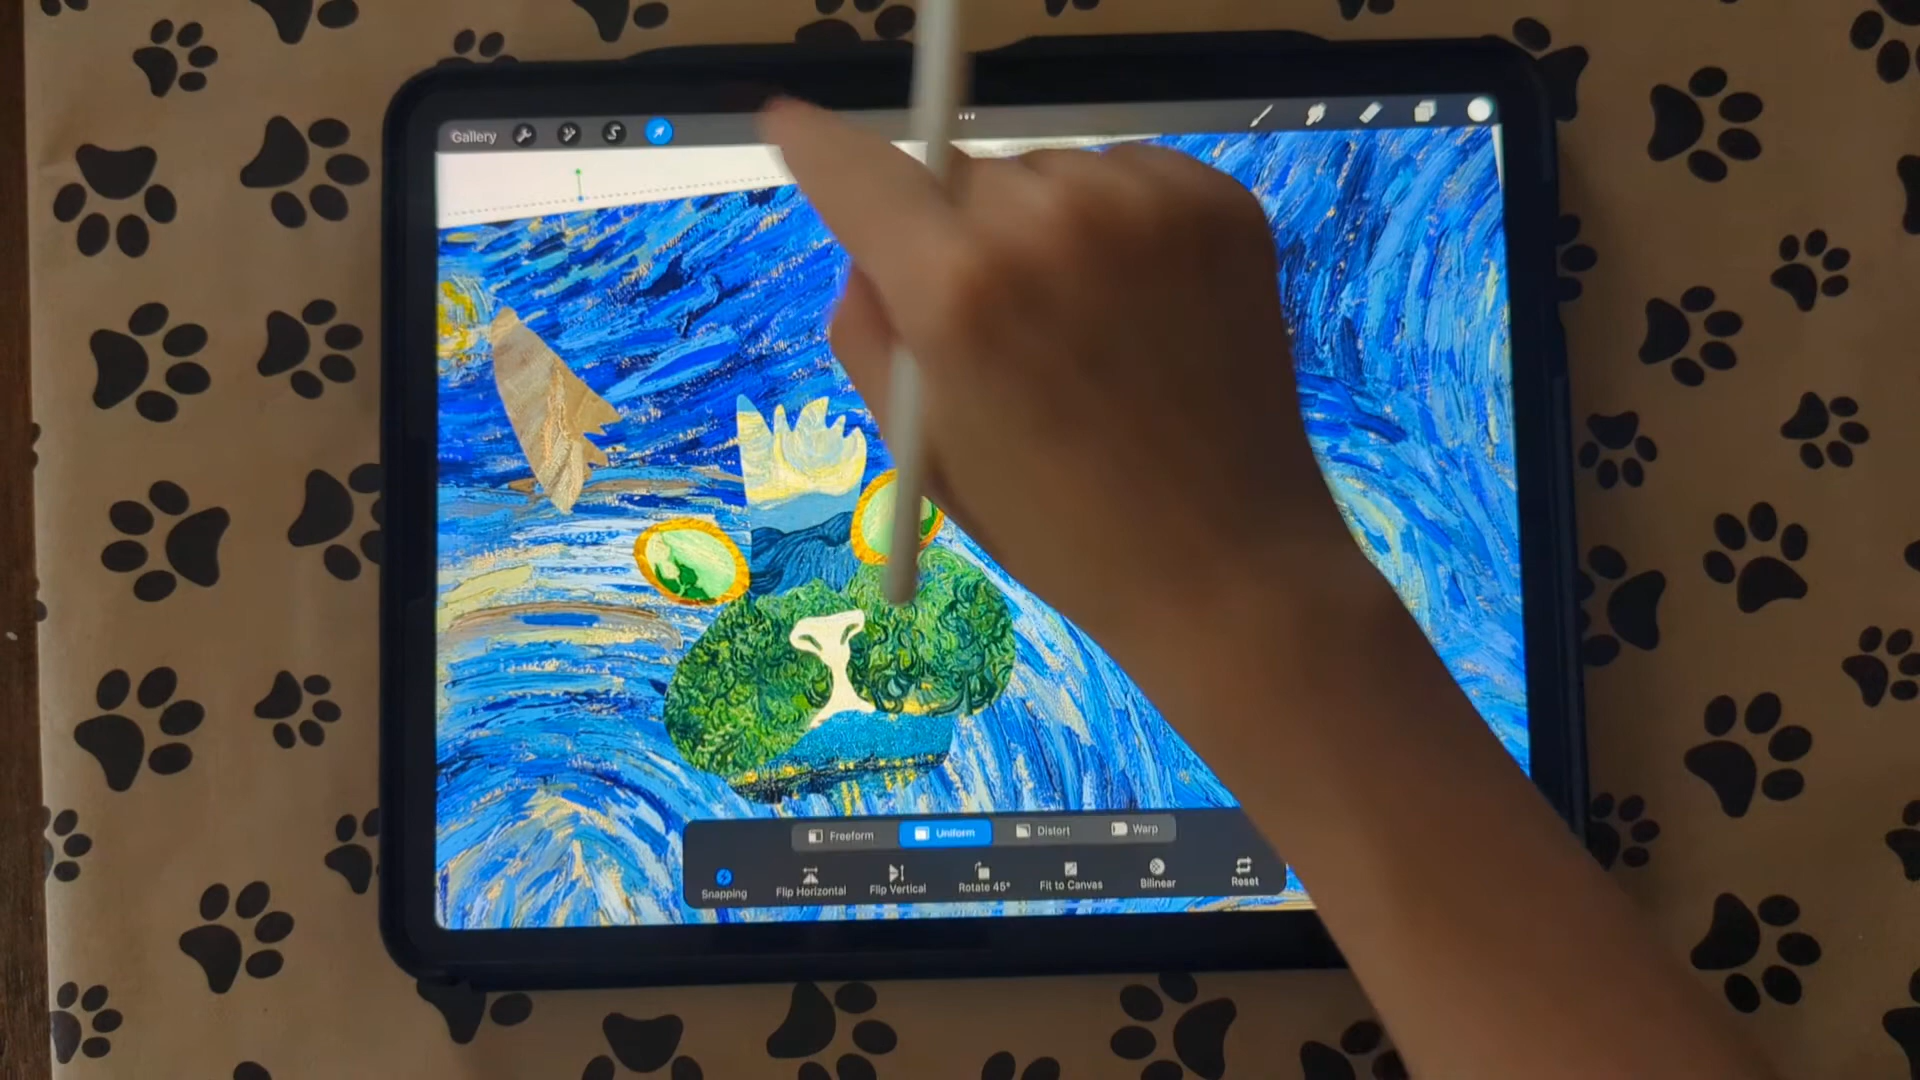 Gallery
Freeform Uniform Distort Warp
Snapping Flip Horizontal Flip Vertical Rotate 45° Fit to Canvas Bilinear Reset